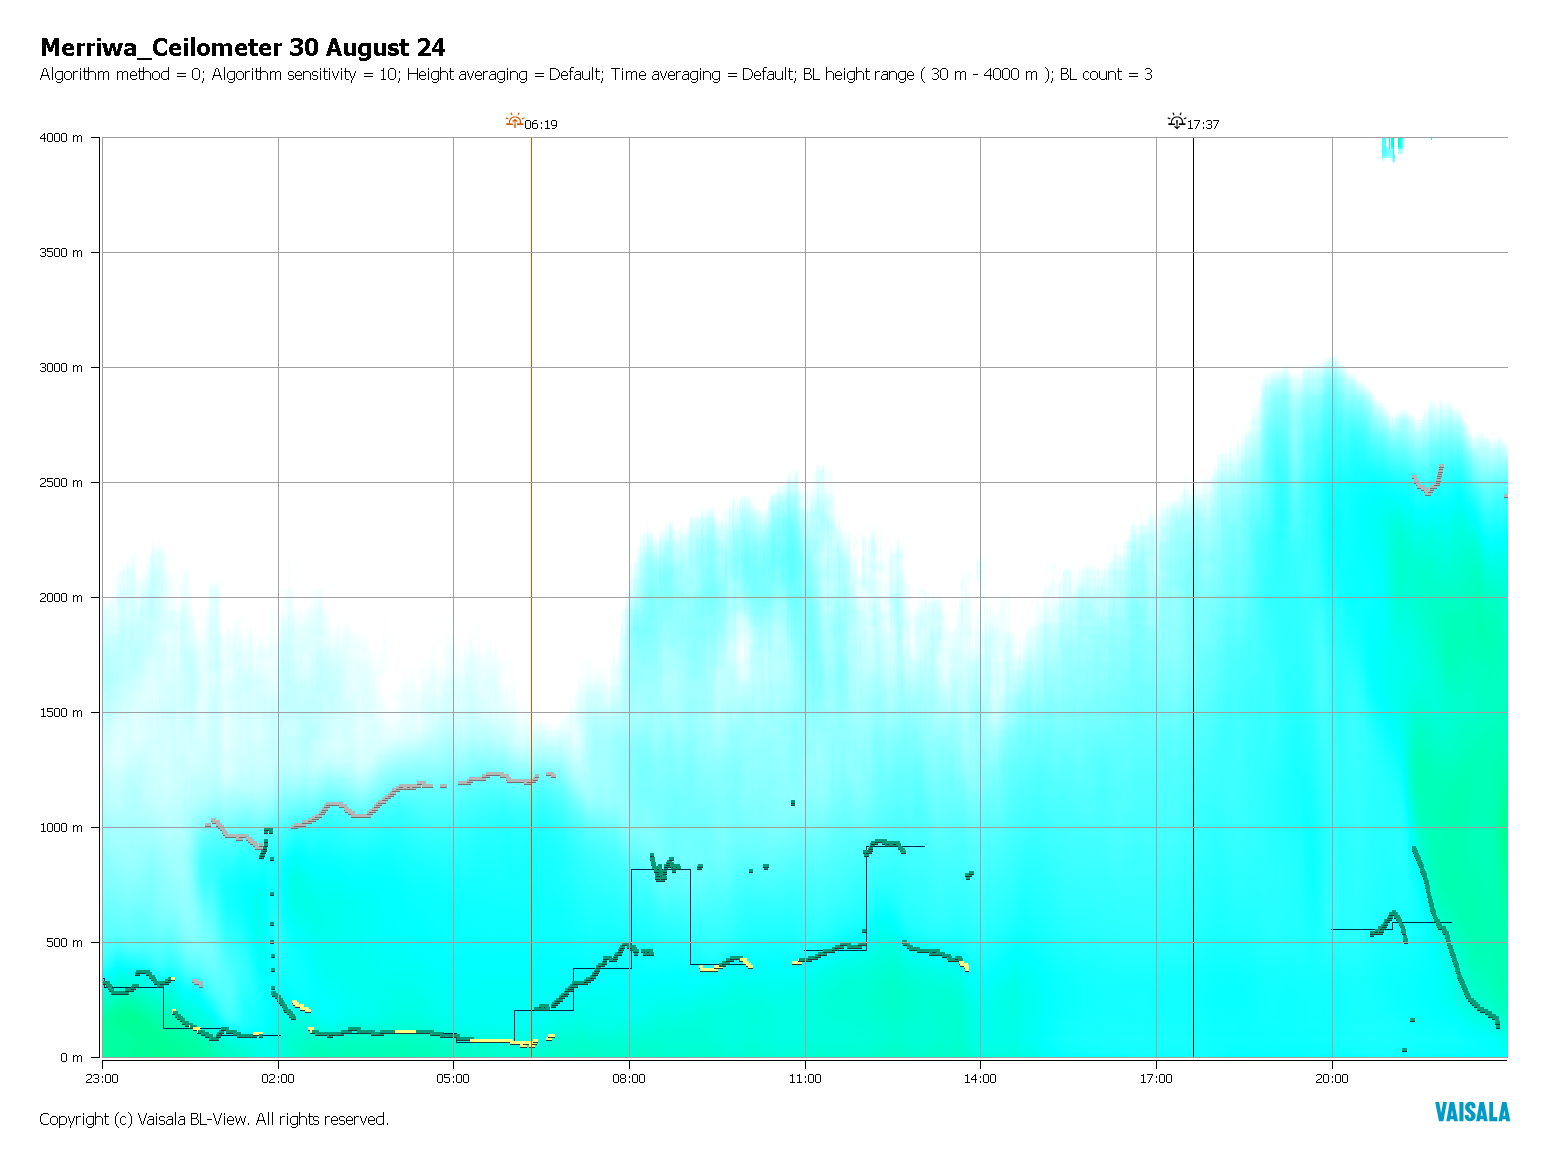 Merriwa_Ceilometer 30 August 24
Algorithm method = 0; Algorithm sensitivity = 10; Height averaging = Default; Time averaging = Default; BL height range ( 30 m - 4000 m ); BL count = 3
06:19
17:37
4000 m
3500 m
3000 m
2500 m
2000 m
1500 m
1000 m
500 m
0 m
23:00
02:00
05:00
08:00
11:00
14:00
17:00
20:00
Copyright (c) Vaisala BL-View. All rights reserved.
VAISALA